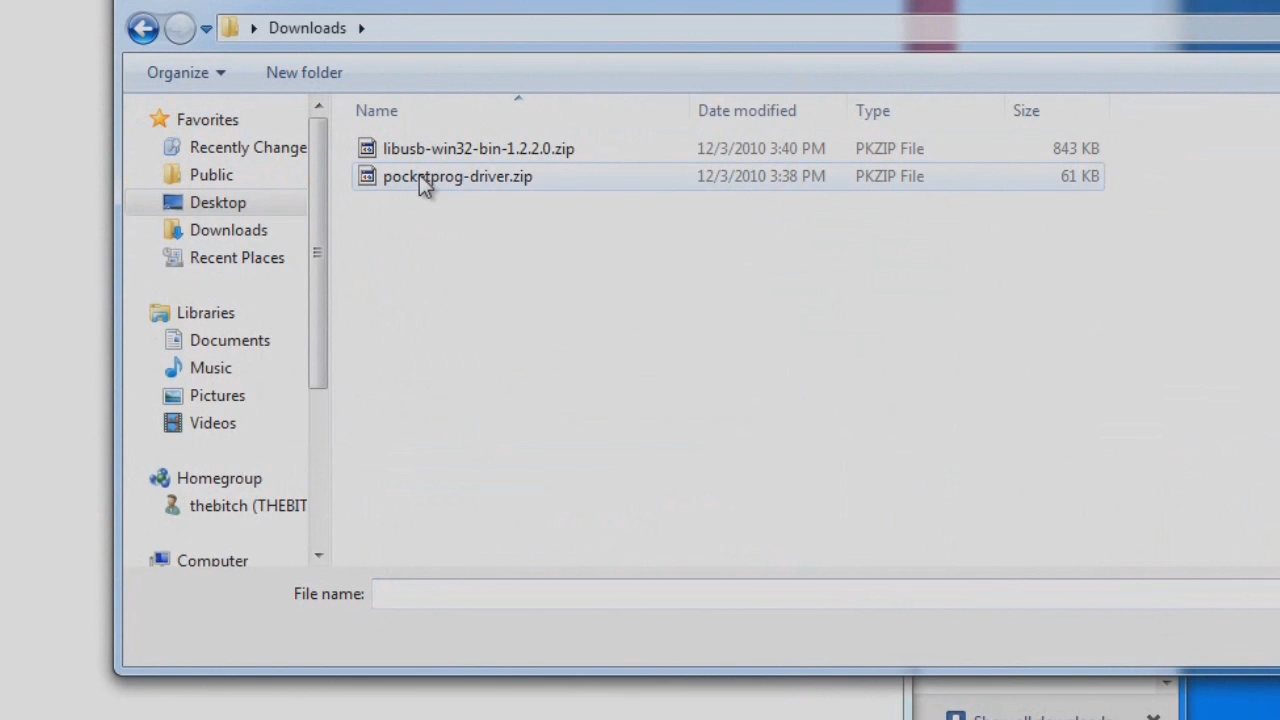 Downloads
Organize
New folder
Name
Date modified
Type
Size
libusb-win32-bin-1.2.2.0.zip
12/3/2010 3:40 PM
PKZIP File
843 KB
pocketprog-driver.zip
12/3/2010 3:38 PM
PKZIP File
61 KB
Favorites
Recently Change
Public
Desktop
Downloads
Recent Places
Libraries
Documents
Music
Pictures
Videos
Homegroup
thebitch (THEBIT
Computer
File name:
Show all downloads